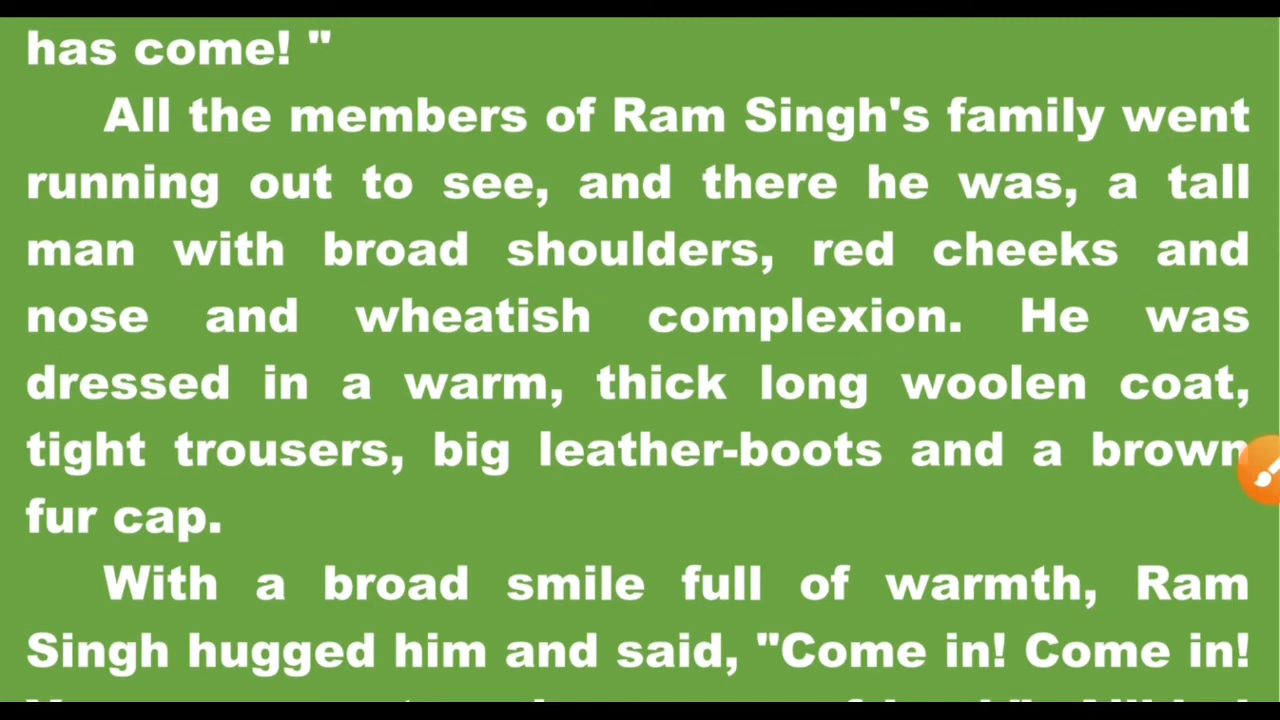 has come! "
All the members of Ram Singh's family went
running out to see, and there he was, a tall
man with broad shoulders, red cheeks and
nose and wheatish complexion. He was
dressed in a warm, thick long woolen coat,
tight trousers, big leather-boots and a brown
fur cap.
With a broad smile full of warmth, Ram
Singh hugged him and said, "Come in! Come in!